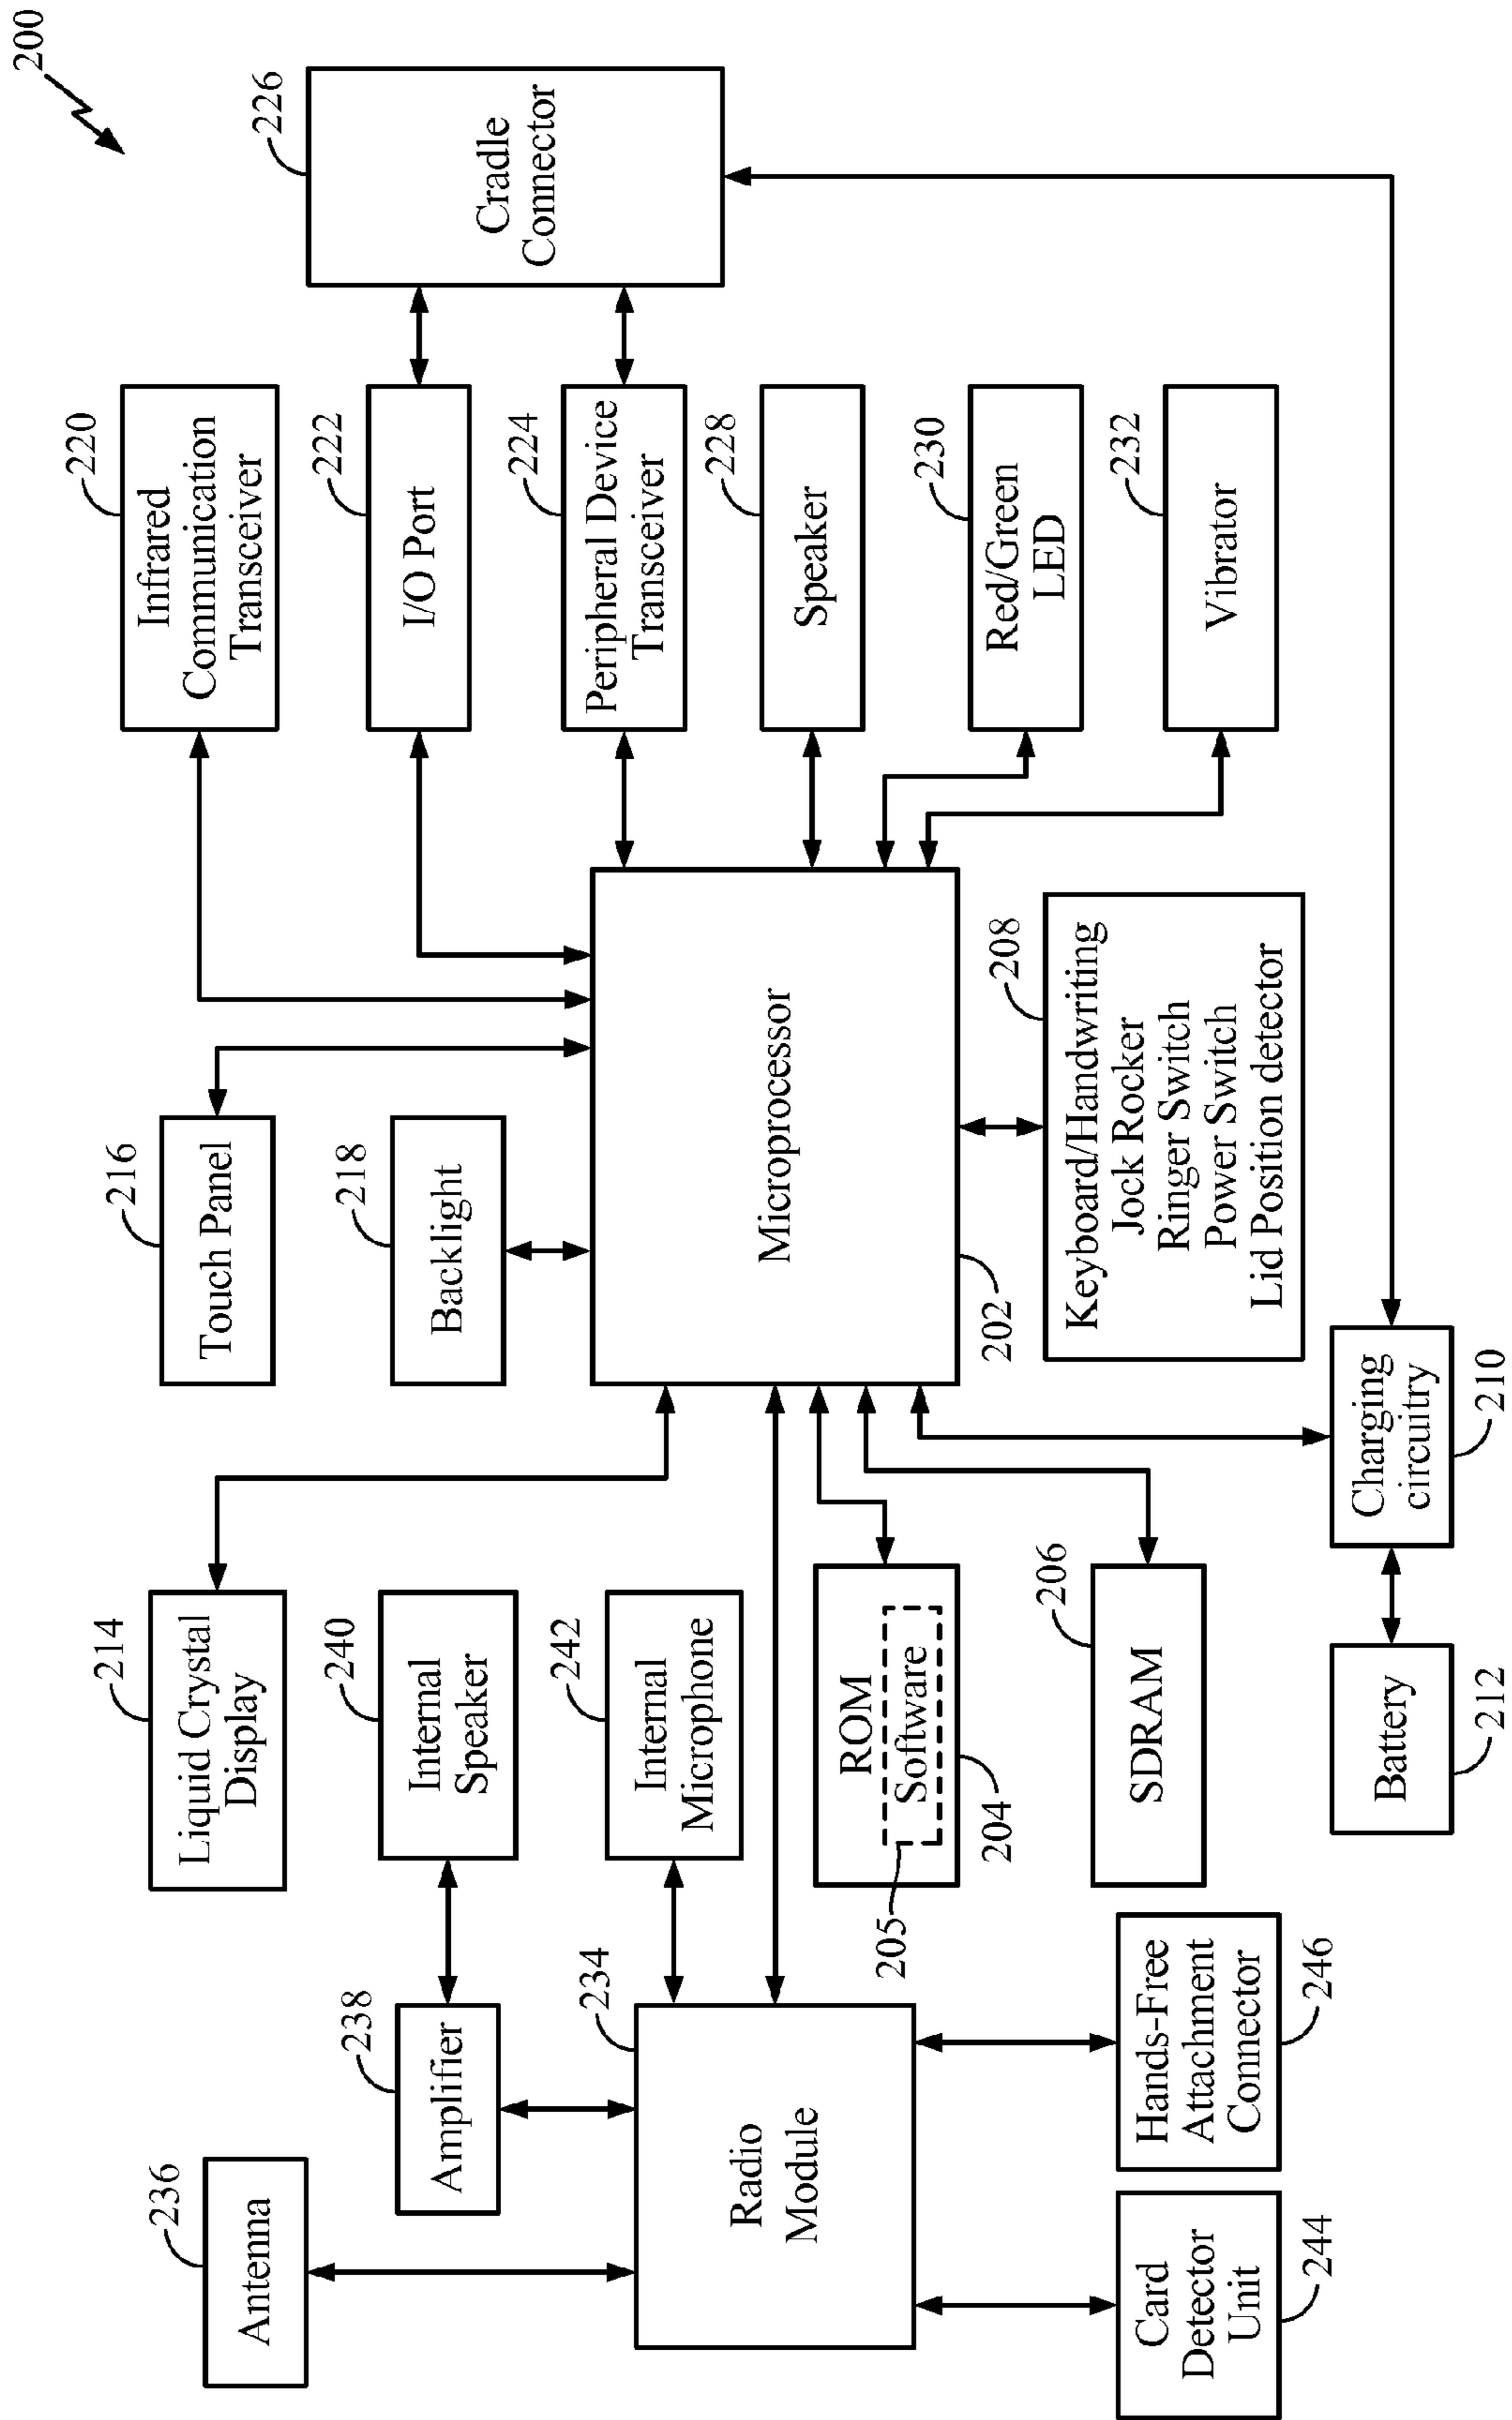 200
236
Antenna
238
Amplifier
234
Radio
Module
Card
Detector
Unit
244
Hands-Free
Attachment
Connector
246
214
Liquid Crystal
Display
240
Internal
Speaker
242
Internal
Microphone
ROM
Software
205
204
206
SDRAM
Battery
212
Charging
circuitry
210
216
Touch Panel
218
Backlight
Microprocessor
202
208
Keyboard/Handwriting
Jock Rocker
Ringer Switch
Power Switch
Lid Position detector
220
Infrared
Communication
Transceiver
222
I/O Port
224
Peripheral Device
Transceiver
228
Speaker
230
Red/Green
LED
232
Vibrator
226
Cradle
Connector